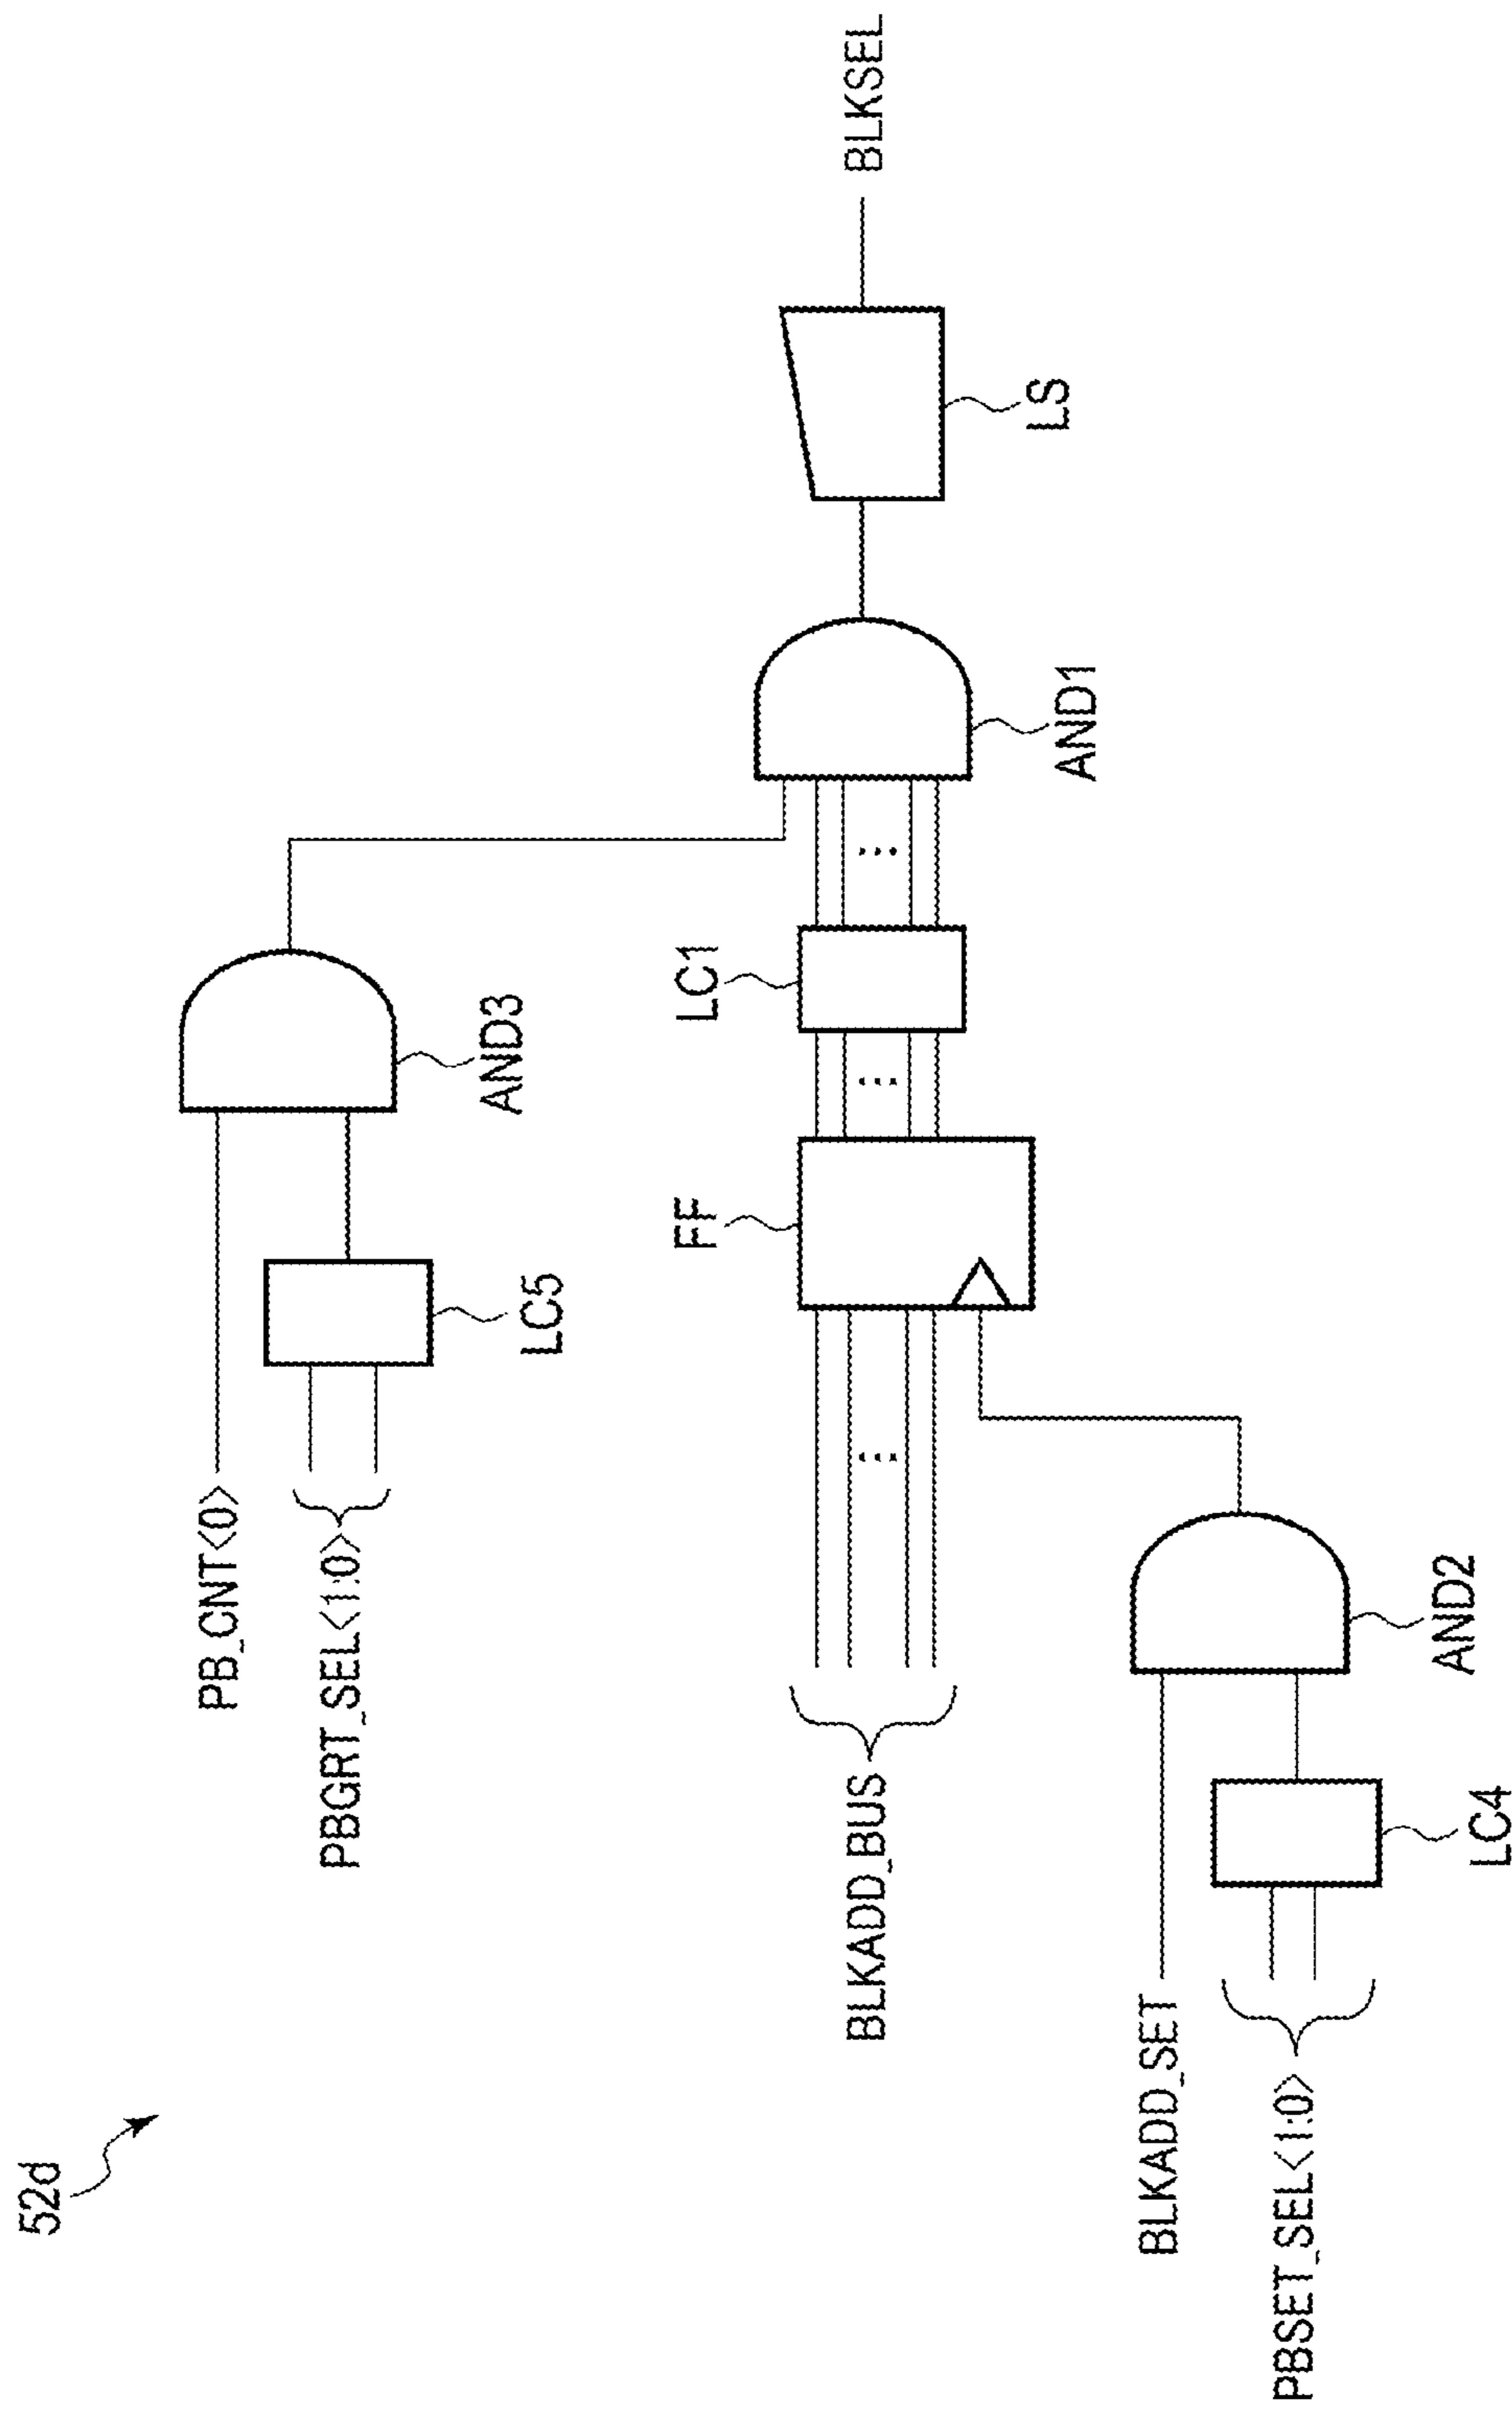 52d
PB_CNT<0>
PBGRT_SEL<1:0>
LC5
AND3
BLKADD_BUS
FF
LC1
AND1
LS
BLKSEL
BLKADD_SET
PBSET_SEL<1:0>
LC4
AND2